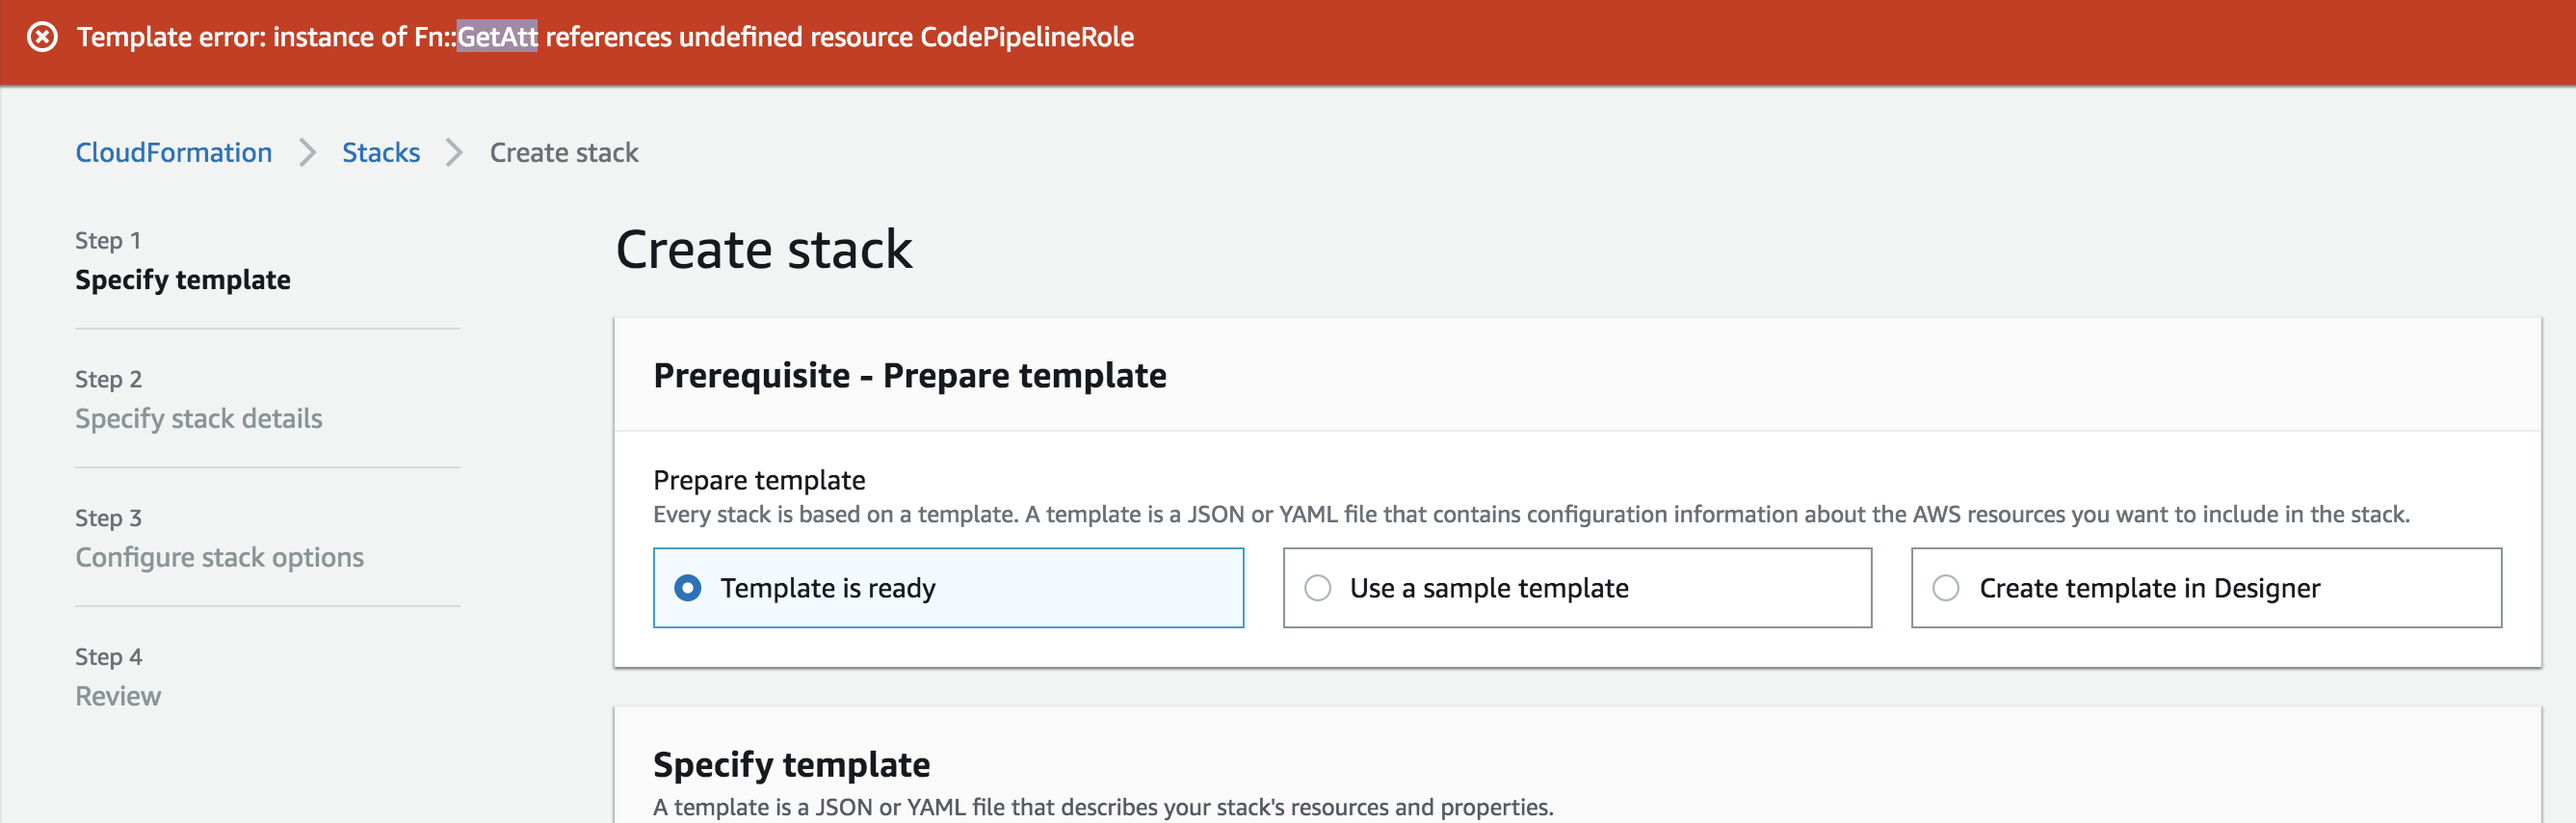 Template error: instance of Fn::GetAtt references undefined resource CodePipelineRole
CloudFormation
Stacks
Create stack
Step 1
Specify template
Step 2
Specify stack details
Step 3
Configure stack options
Step 4
Review
Create stack
Prerequisite - Prepare template
Prepare template
Every stack is based on a template. A template is a JSON or YAML file that contains configuration information about the AWS resources you want to include in the stack.
Template is ready
Use a sample template
Create template in Designer
Specify template
A template is a JSON or YAML file that describes your stack's resources and properties.